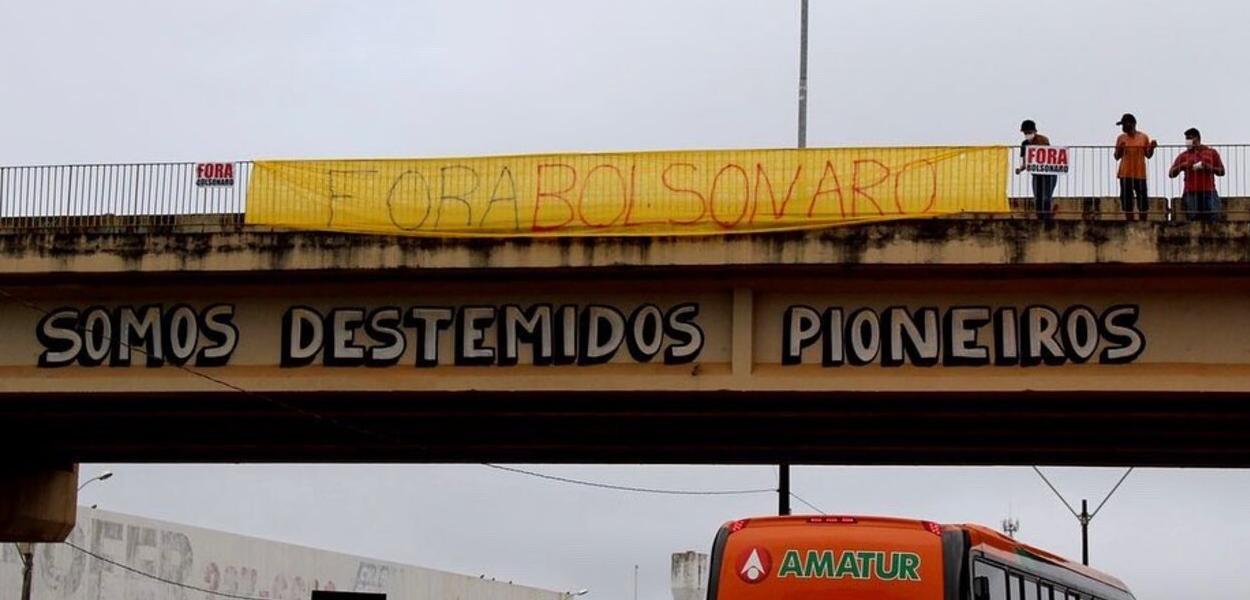 FORA
BOLSONARO
FORA BOLSONARO
FORA
BOLSONARO
SOMOS DESTEMIDOS PIONEIROS
AMATUR